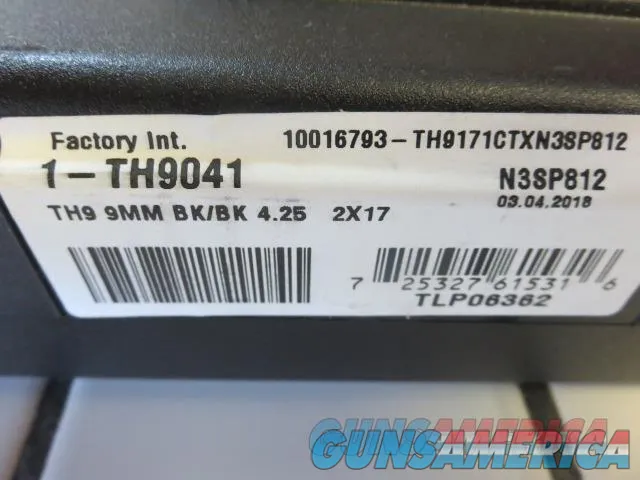 Factory Int. 10016793-TH9171CTXN3SP812
1-TH9041 N3SP812
03.04.2018
TH9 9MM BK/BK 4.25 2X17
7 25327 61531 6
TLP06362
GUNSAMERICA